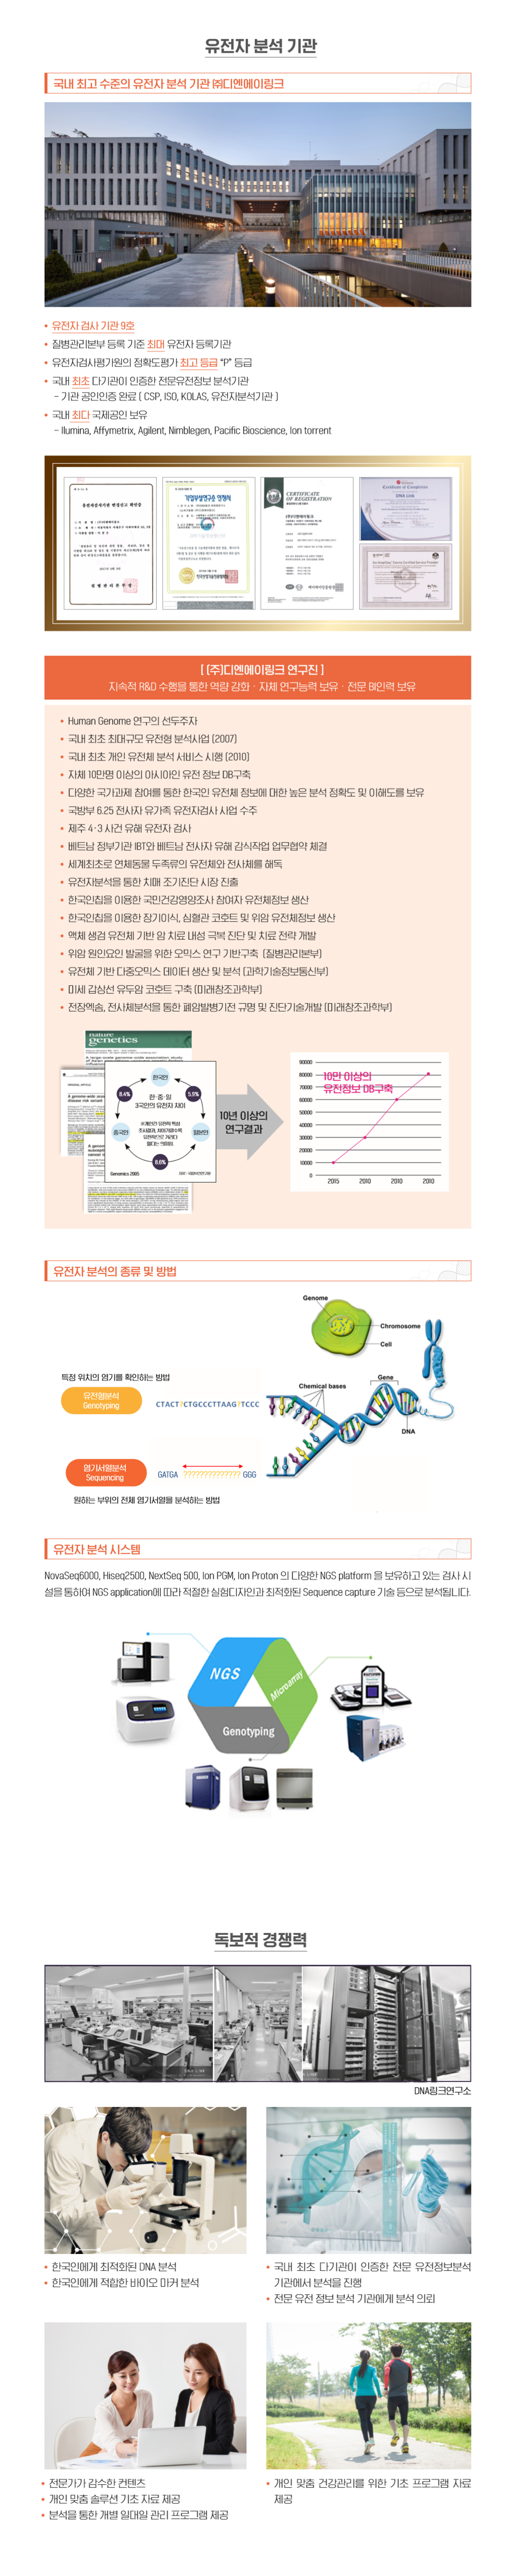 유전자 분석 기관
국내 최고 수준의 유전자 분석 기관 ㈜디엔에이링크
유전자 검사 기관 9호
질병관리본부 등록 기준 최대 유전자 등록기관
유전자검사평가원의 정확도평가 최고 등급 "P" 등급
국내 최초 다기관이 인증한 전문유전정보 분석기관
- 기관 공인인증 완료 ( CSP, ISO, KOLAS, 유전자분석기관 )
국내 최다 국제공인 보유
- Ilumina, Affymetrix, Agilent, Nimblegen, Pacific Bioscience, Ion torrent
CERTIFICATE
OF REGISTRATION
Certificate of Completion
DNA Link
[ (주)디엔에이링크 연구진 ]
지속적 R&D 수행을 통한 역량 강화 · 자체 연구능력 보유 · 전문 BI인력 보유
Human Genome 연구의 선두주자
국내 최초 최대규모 유전형 분석사업 (2007)
국내 최초 개인 유전체 분석 서비스 시행 (2010)
자체 10만명 이상의 아시아인 유전 정보 DB구축
다양한 국가과제 참여를 통한 한국인 유전체 정보에 대한 높은 분석 정확도 및 이해도를 보유
국방부 6.25 전사자 유가족 유전자검사 사업 수주
제주 4·3 사건 유해 유전자 검사
베트남 정부기관 IBT와 베트남 전사자 유해 감식작업 업무협약 체결
세계최초로 연체동물 두족류의 유전체와 전사체를 해독
유전자분석을 통한 치매 조기진단 시장 진출
한국인칩을 이용한 국민건강영양조사 참여자 유전체정보 생산
한국인칩을 이용한 장기이식, 심혈관 코호트 및 위암 유전체정보 생산
액체 생검 유전체 기반 암 치료 내성 극복 진단 및 치료 전략 개발
위암 원인요인 발굴을 위한 오믹스 연구 기반구축 (질병관리본부)
유전체 기반 다중오믹스 데이터 생산 및 분석 (과학기술정보통신부)
미세 갑상선 유두암 코호트 구축 (미래창조과학부)
전장엑솜, 전사체분석을 통한 폐암발병기전 규명 및 진단기술개발 (미래창조과학부)
nature
genetics
한국인
8.4%
5.9%
한·중·일
3국인의 유전자 차이
중국인
일본인
8.6%
Genomics 2005
10년 이상의
연구결과
10만 이상의
유전정보 DB구축
90000
80000
70000
60000
50000
40000
30000
20000
10000
0
2015 2010 2010 2010
유전자 분석의 종류 및 방법
Genome
Chromosome
Cell
Gene
Chemical bases
DNA
특정 위치의 염기를 확인하는 방법
유전형분석
Genotyping
CTACT?CTGCCCTTAAG?TCCC
염기서열분석
Sequencing
GATGA ?????????????? GGG
원하는 부위의 전체 염기서열을 분석하는 방법
유전자 분석 시스템
NovaSeq6000, Hiseq2500, NextSeq 500, Ion PGM, Ion Proton 의 다양한 NGS platform 을 보유하고 있는 검사 시
설을 통하여 NGS application에 따라 적절한 실험디자인과 최적화된 Sequence capture 기술 등으로 분석됩니다.
NGS
Microarray
Genotyping
독보적 경쟁력
DNA링크연구소
한국인에게 최적화된 DNA 분석
한국인에게 적합한 바이오 마커 분석
국내 최초 다기관이 인증한 전문 유전정보분석
기관에서 분석을 진행
전문 유전 정보 분석 기관에게 분석 의뢰
전문가가 감수한 컨텐츠
개인 맞춤 솔루션 기초 자료 제공
분석을 통한 개별 일대일 관리 프로그램 제공
개인 맞춤 건강관리를 위한 기초 프로그램 자료
제공